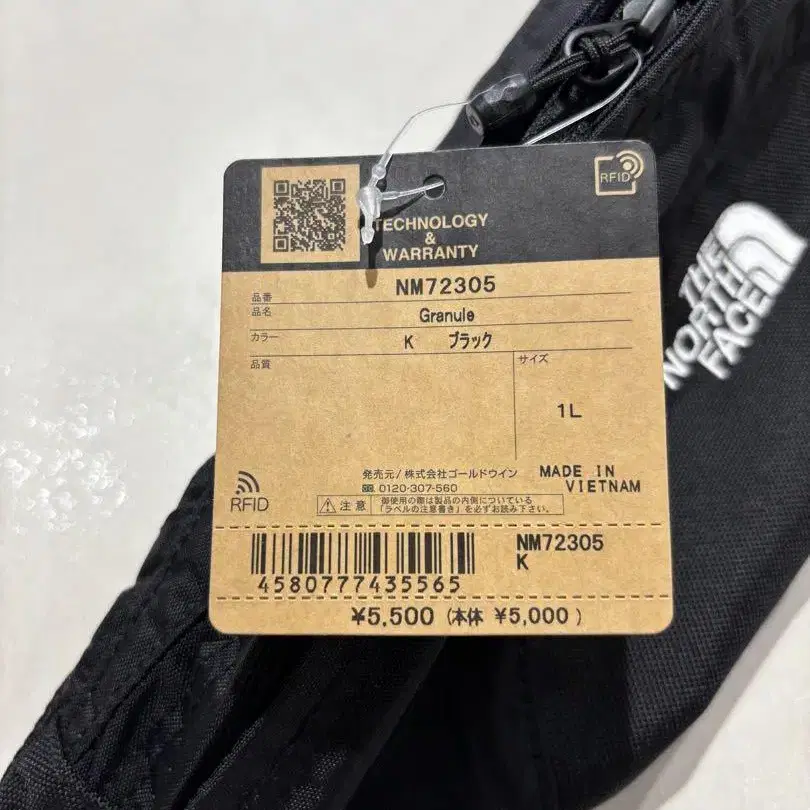 RFID
TECHNOLOGY
&
WARRANTY
品番 NM72305
品名 Granule
カラー K ブラック
品質
サイズ
1L
発売元/株式会社ゴールドウイン
0120-307-560
MADE IN
VIETNAM
RFID
注意
御使用の際は製品の内側についている
「ラベルの注意書き」を必ずお読み下さい。
NM72305
K
4580777435565
¥5,500 (本体 ¥5,000)
THE
NORTH
FACE